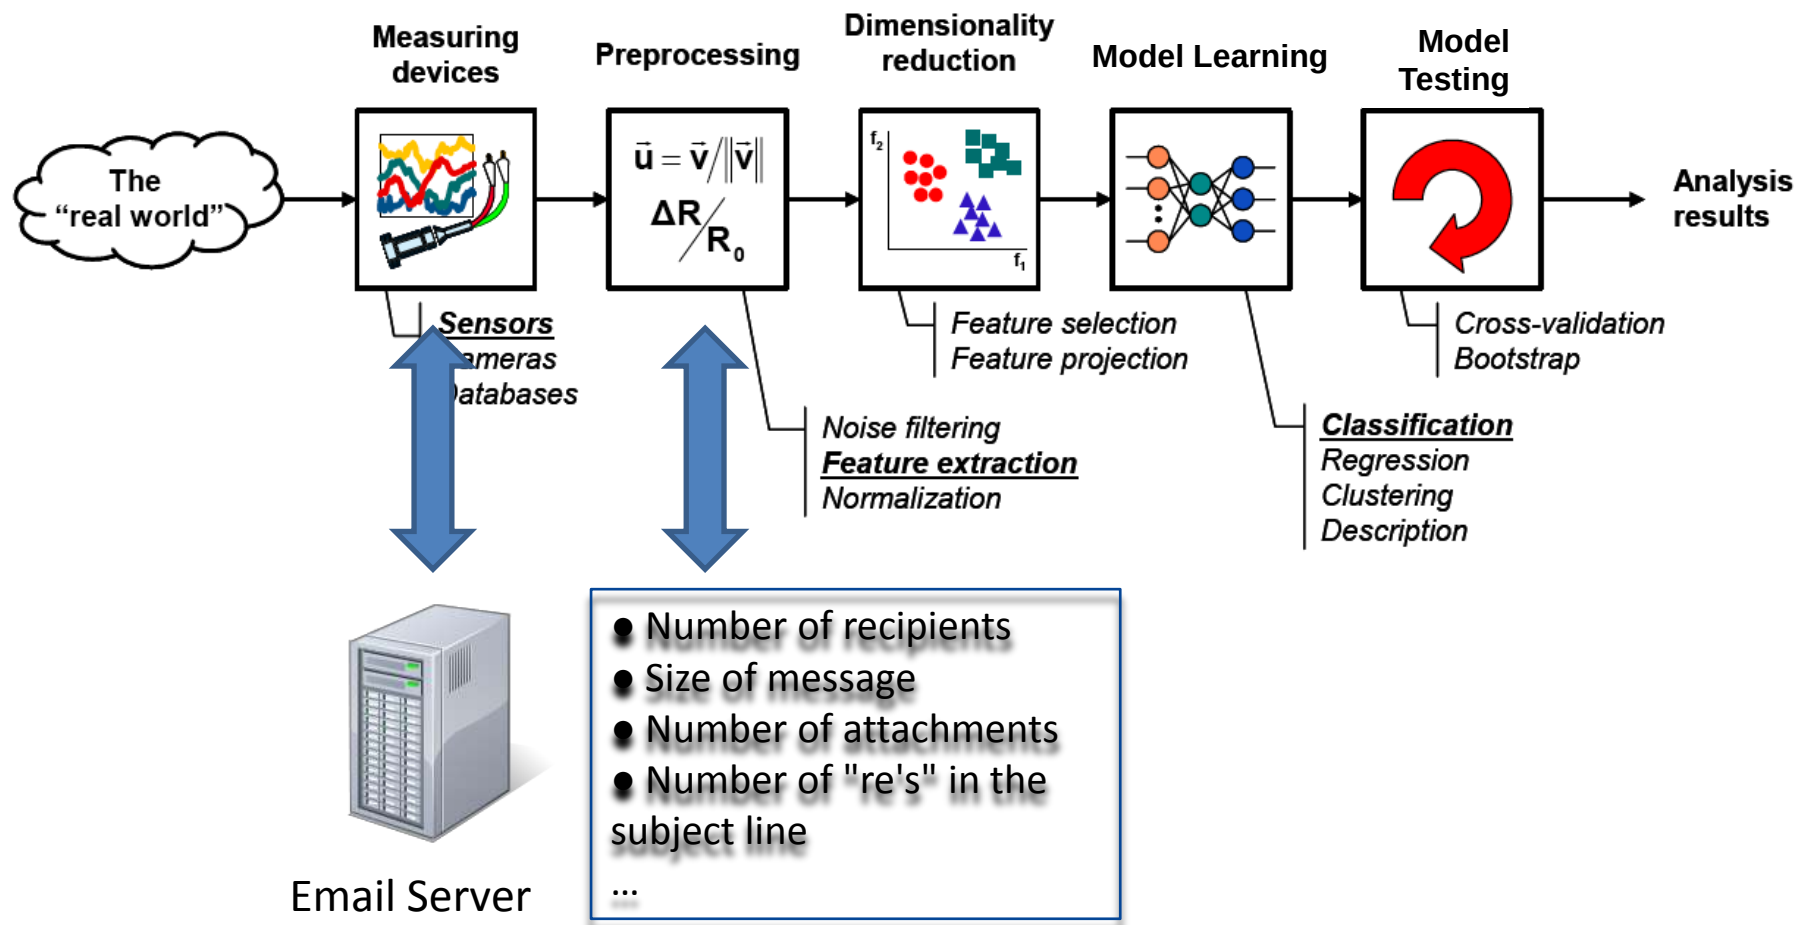 Measuring
devices
Preprocessing
Dimensionality
reduction
Model Learning
Model
Testing
The
“real world”
u⃗ = v⃗/‖v⃗‖
ΔR/R₀
f₂
f₁
Analysis
results
Sensors
Databases
Noise filtering
Feature extraction
Normalization
Feature selection
Feature projection
Classification
Regression
Clustering
Description
Cross-validation
Bootstrap
Email Server
● Number of recipients
● Size of message
● Number of attachments
● Number of "re's" in the
subject line
...